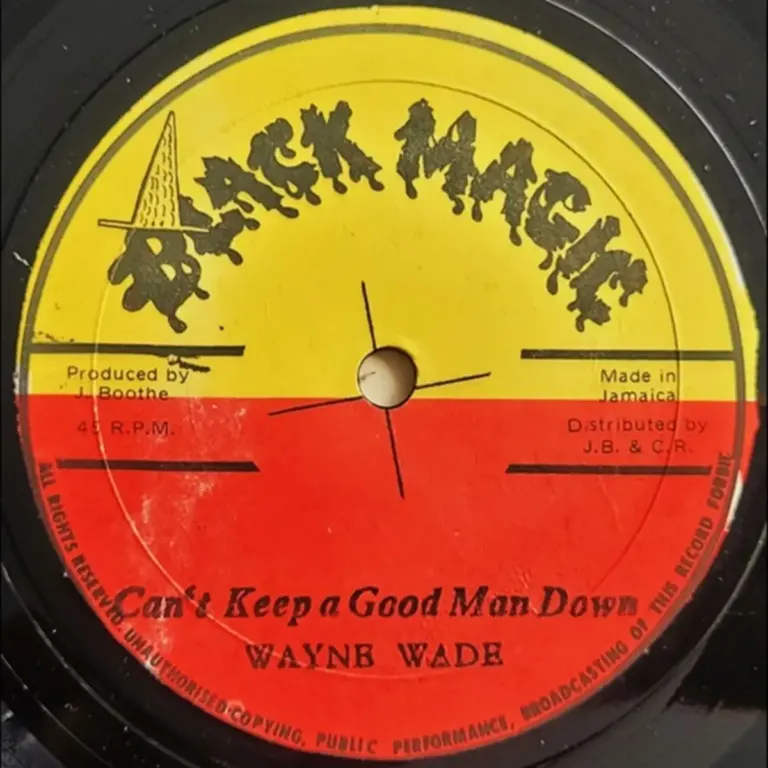 BLACK MAGIC
Produced by
J. Boothe
45 R.P.M.
Made in
Jamaica
Distributed by
J.B. & C.R.
Can't Keep a Good Man Down
WAYNE WADE
ALL RIGHTS RESERVED. UNAUTHORISED COPYING, PUBLIC PERFORMANCE, BROADCASTING OF THIS RECORD FORBIE